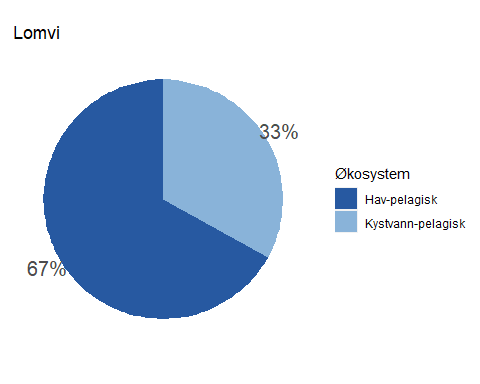 Lomvi
33%
67%
Økosystem
Hav-pelagisk
Kystvann-pelagisk